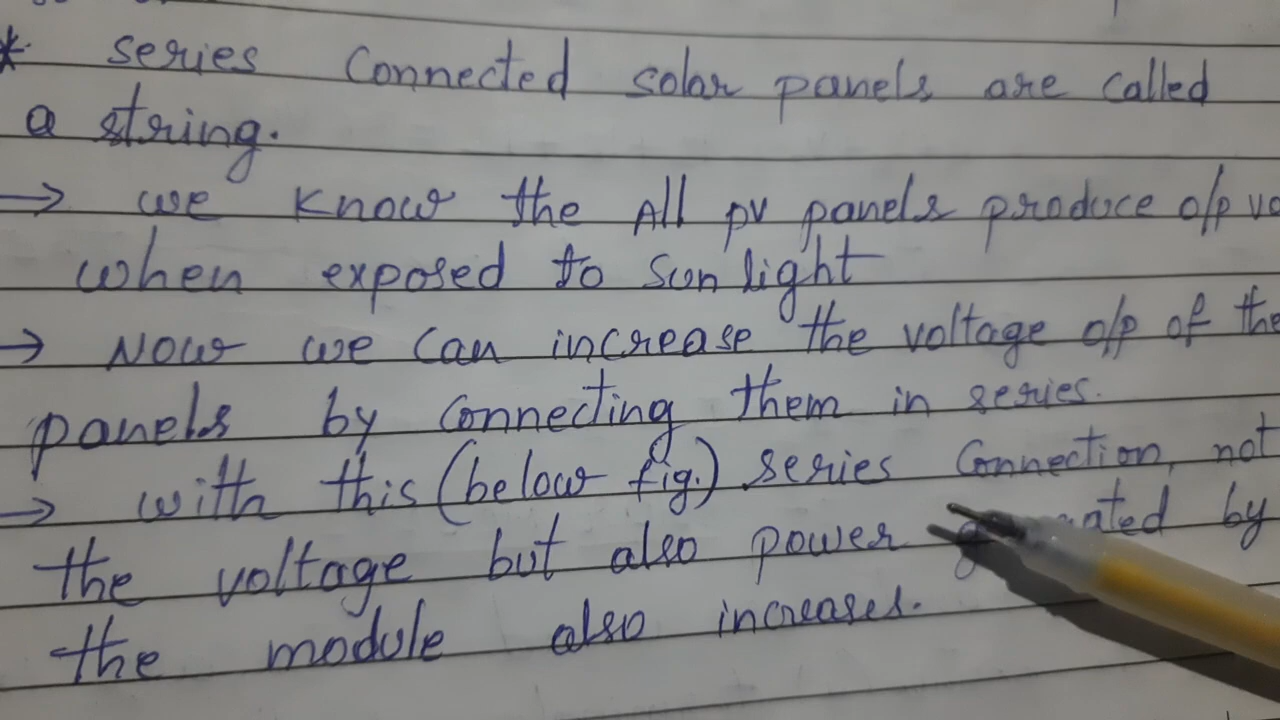 * series connected solar panels are called
a string.
→ we know the All pv panels produce o/p vo
when exposed to sun light
→ Now we can increase the voltage o/p of the
panels by connecting them in series.
→ with this (below fig.) series connection, not
the voltage but also power by
the module also increases.